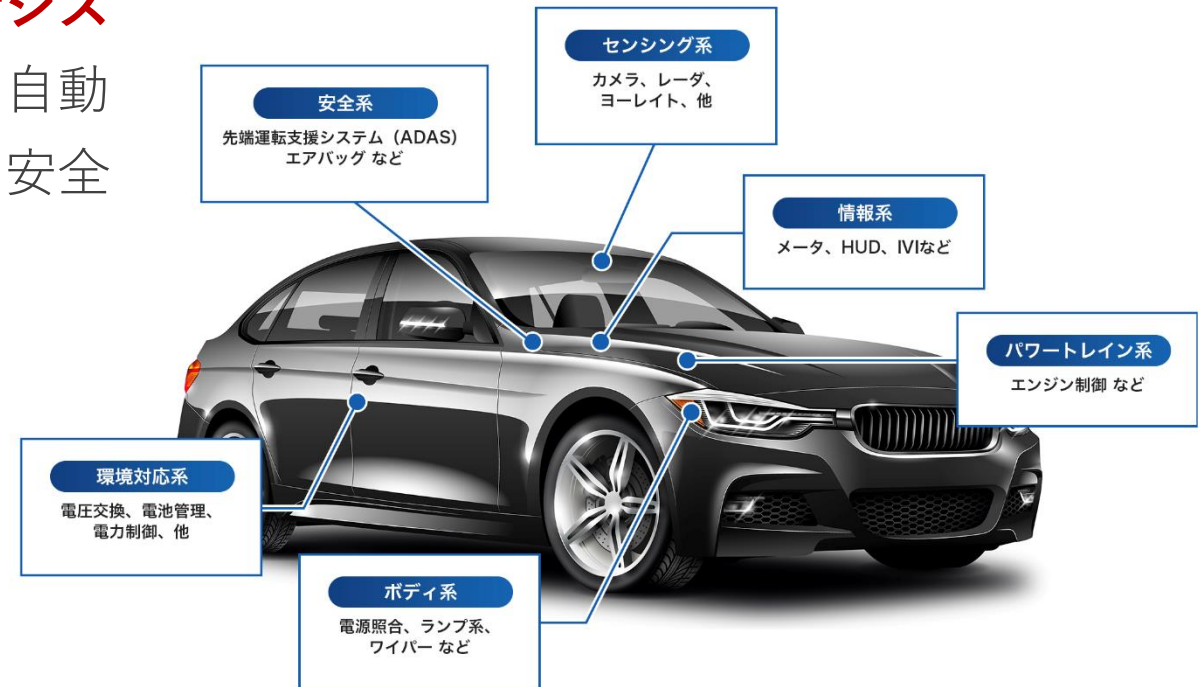 自動
安全
センシング系
カメラ、レーダ、
ヨーレイト、他
安全系
先端運転支援システム（ADAS）
エアバッグ など
情報系
メータ、HUD、IVIなど
パワートレイン系
エンジン制御 など
環境対応系
電圧交換、電池管理、
電力制御、他
ボディ系
電源照合、ランプ系、
ワイパー など